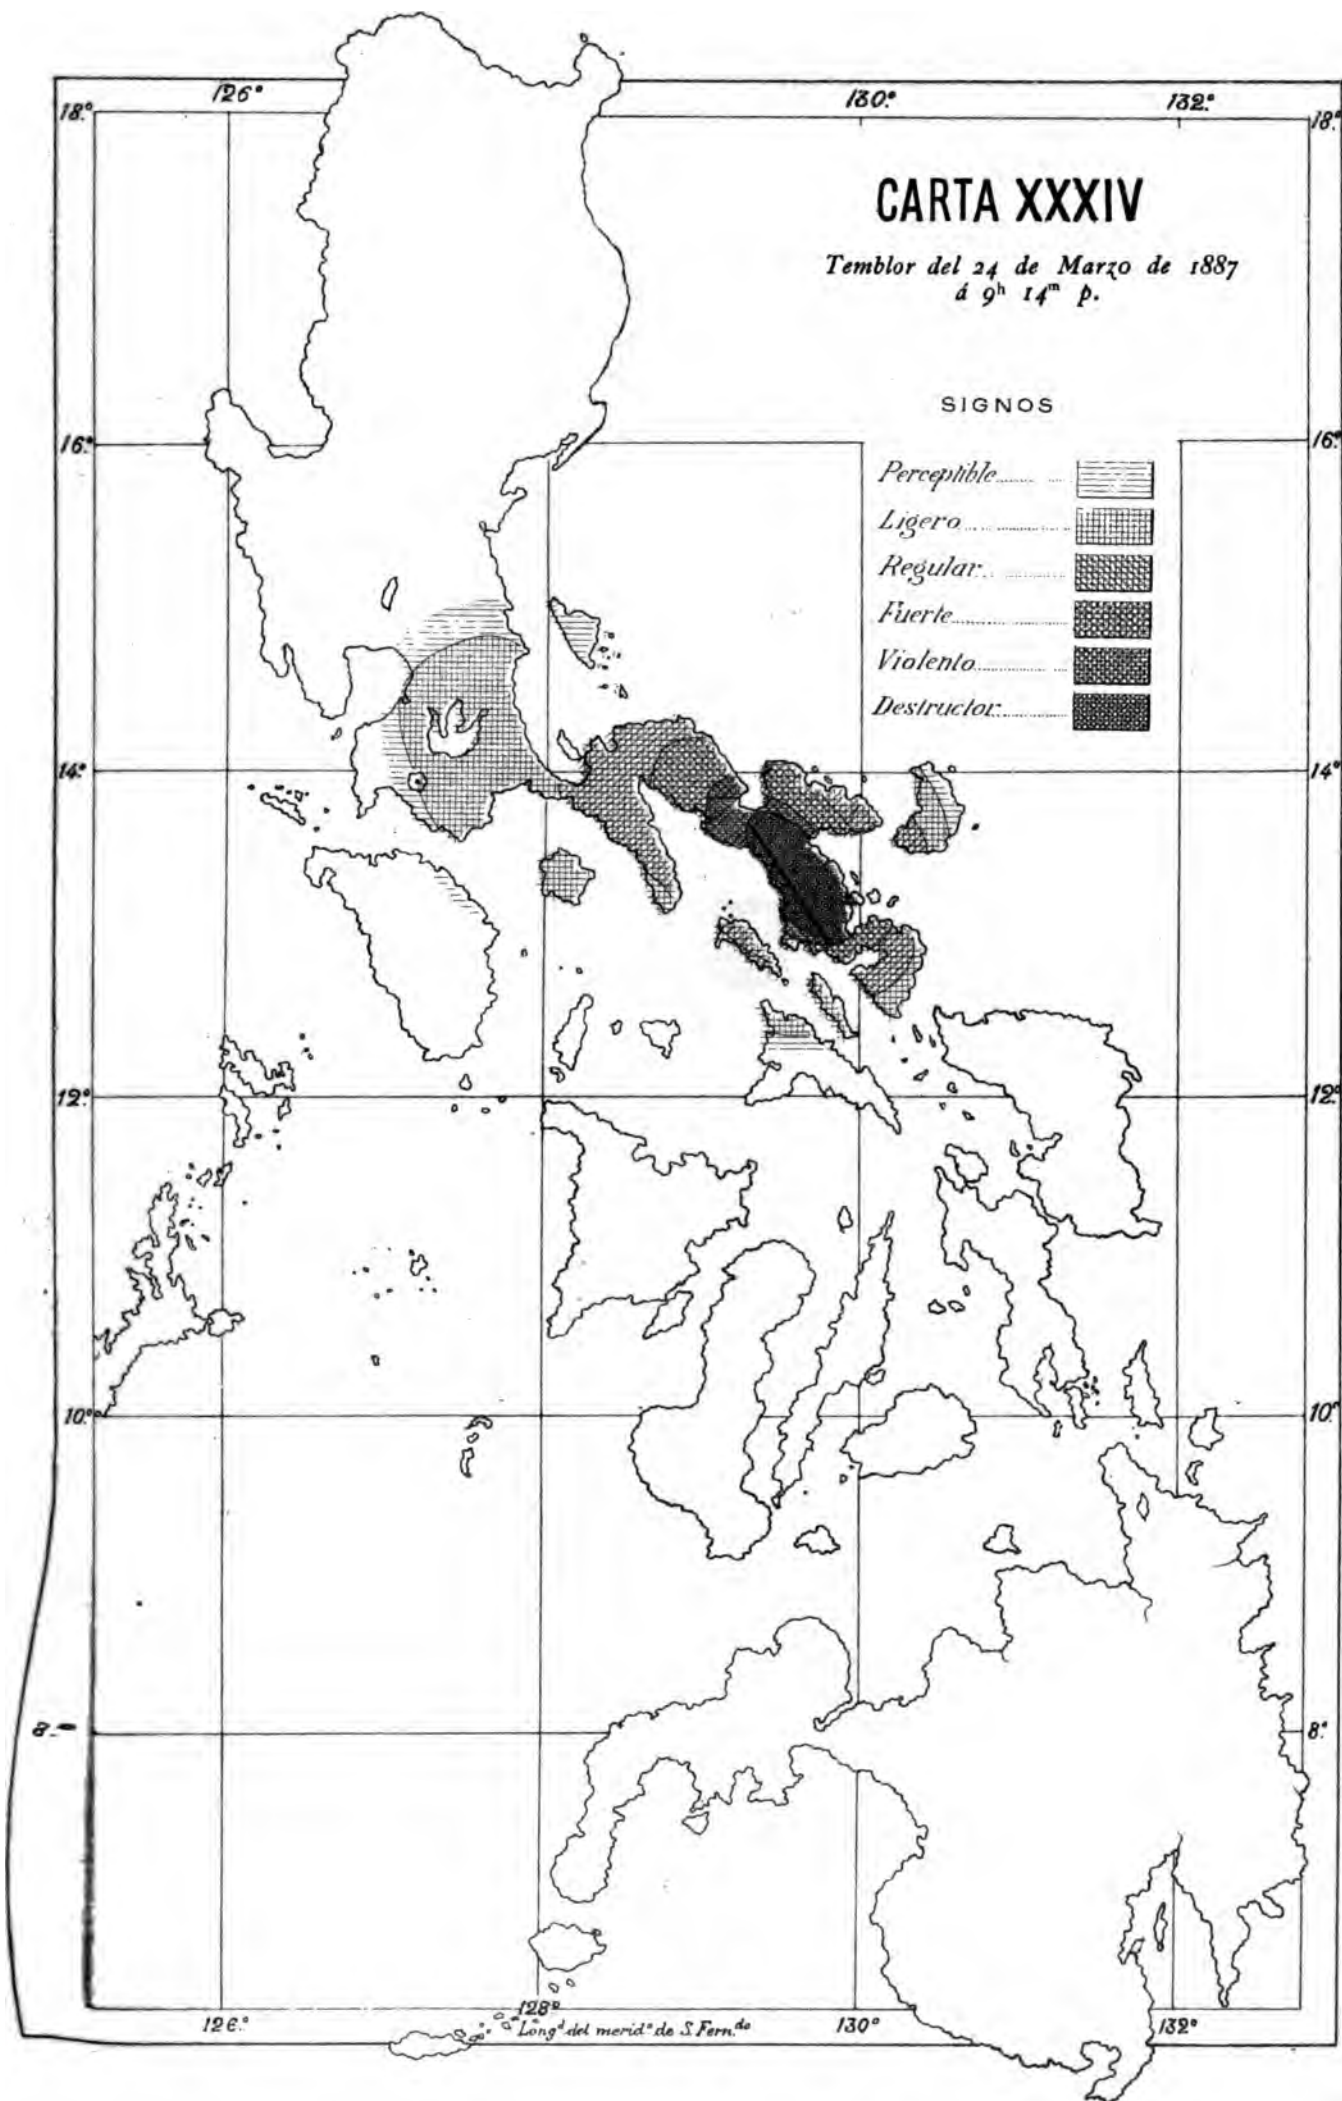 126°
130.°
132.°
18.°
18.°
CARTA XXXIV
Temblor del 24 de Marzo de 1887
á 9ʰ 14ᵐ p.
SIGNOS
16.°
16.°
Perceptible
Ligero
Regular
Fuerte
Violento
Destructor
14.°
14.°
12.°
12.°
10.°
10.°
8.°
8.°
126.°
128.°
130.°
132.°
Longᵈ del meridᵒ de S. Fern.ᵈᵒ